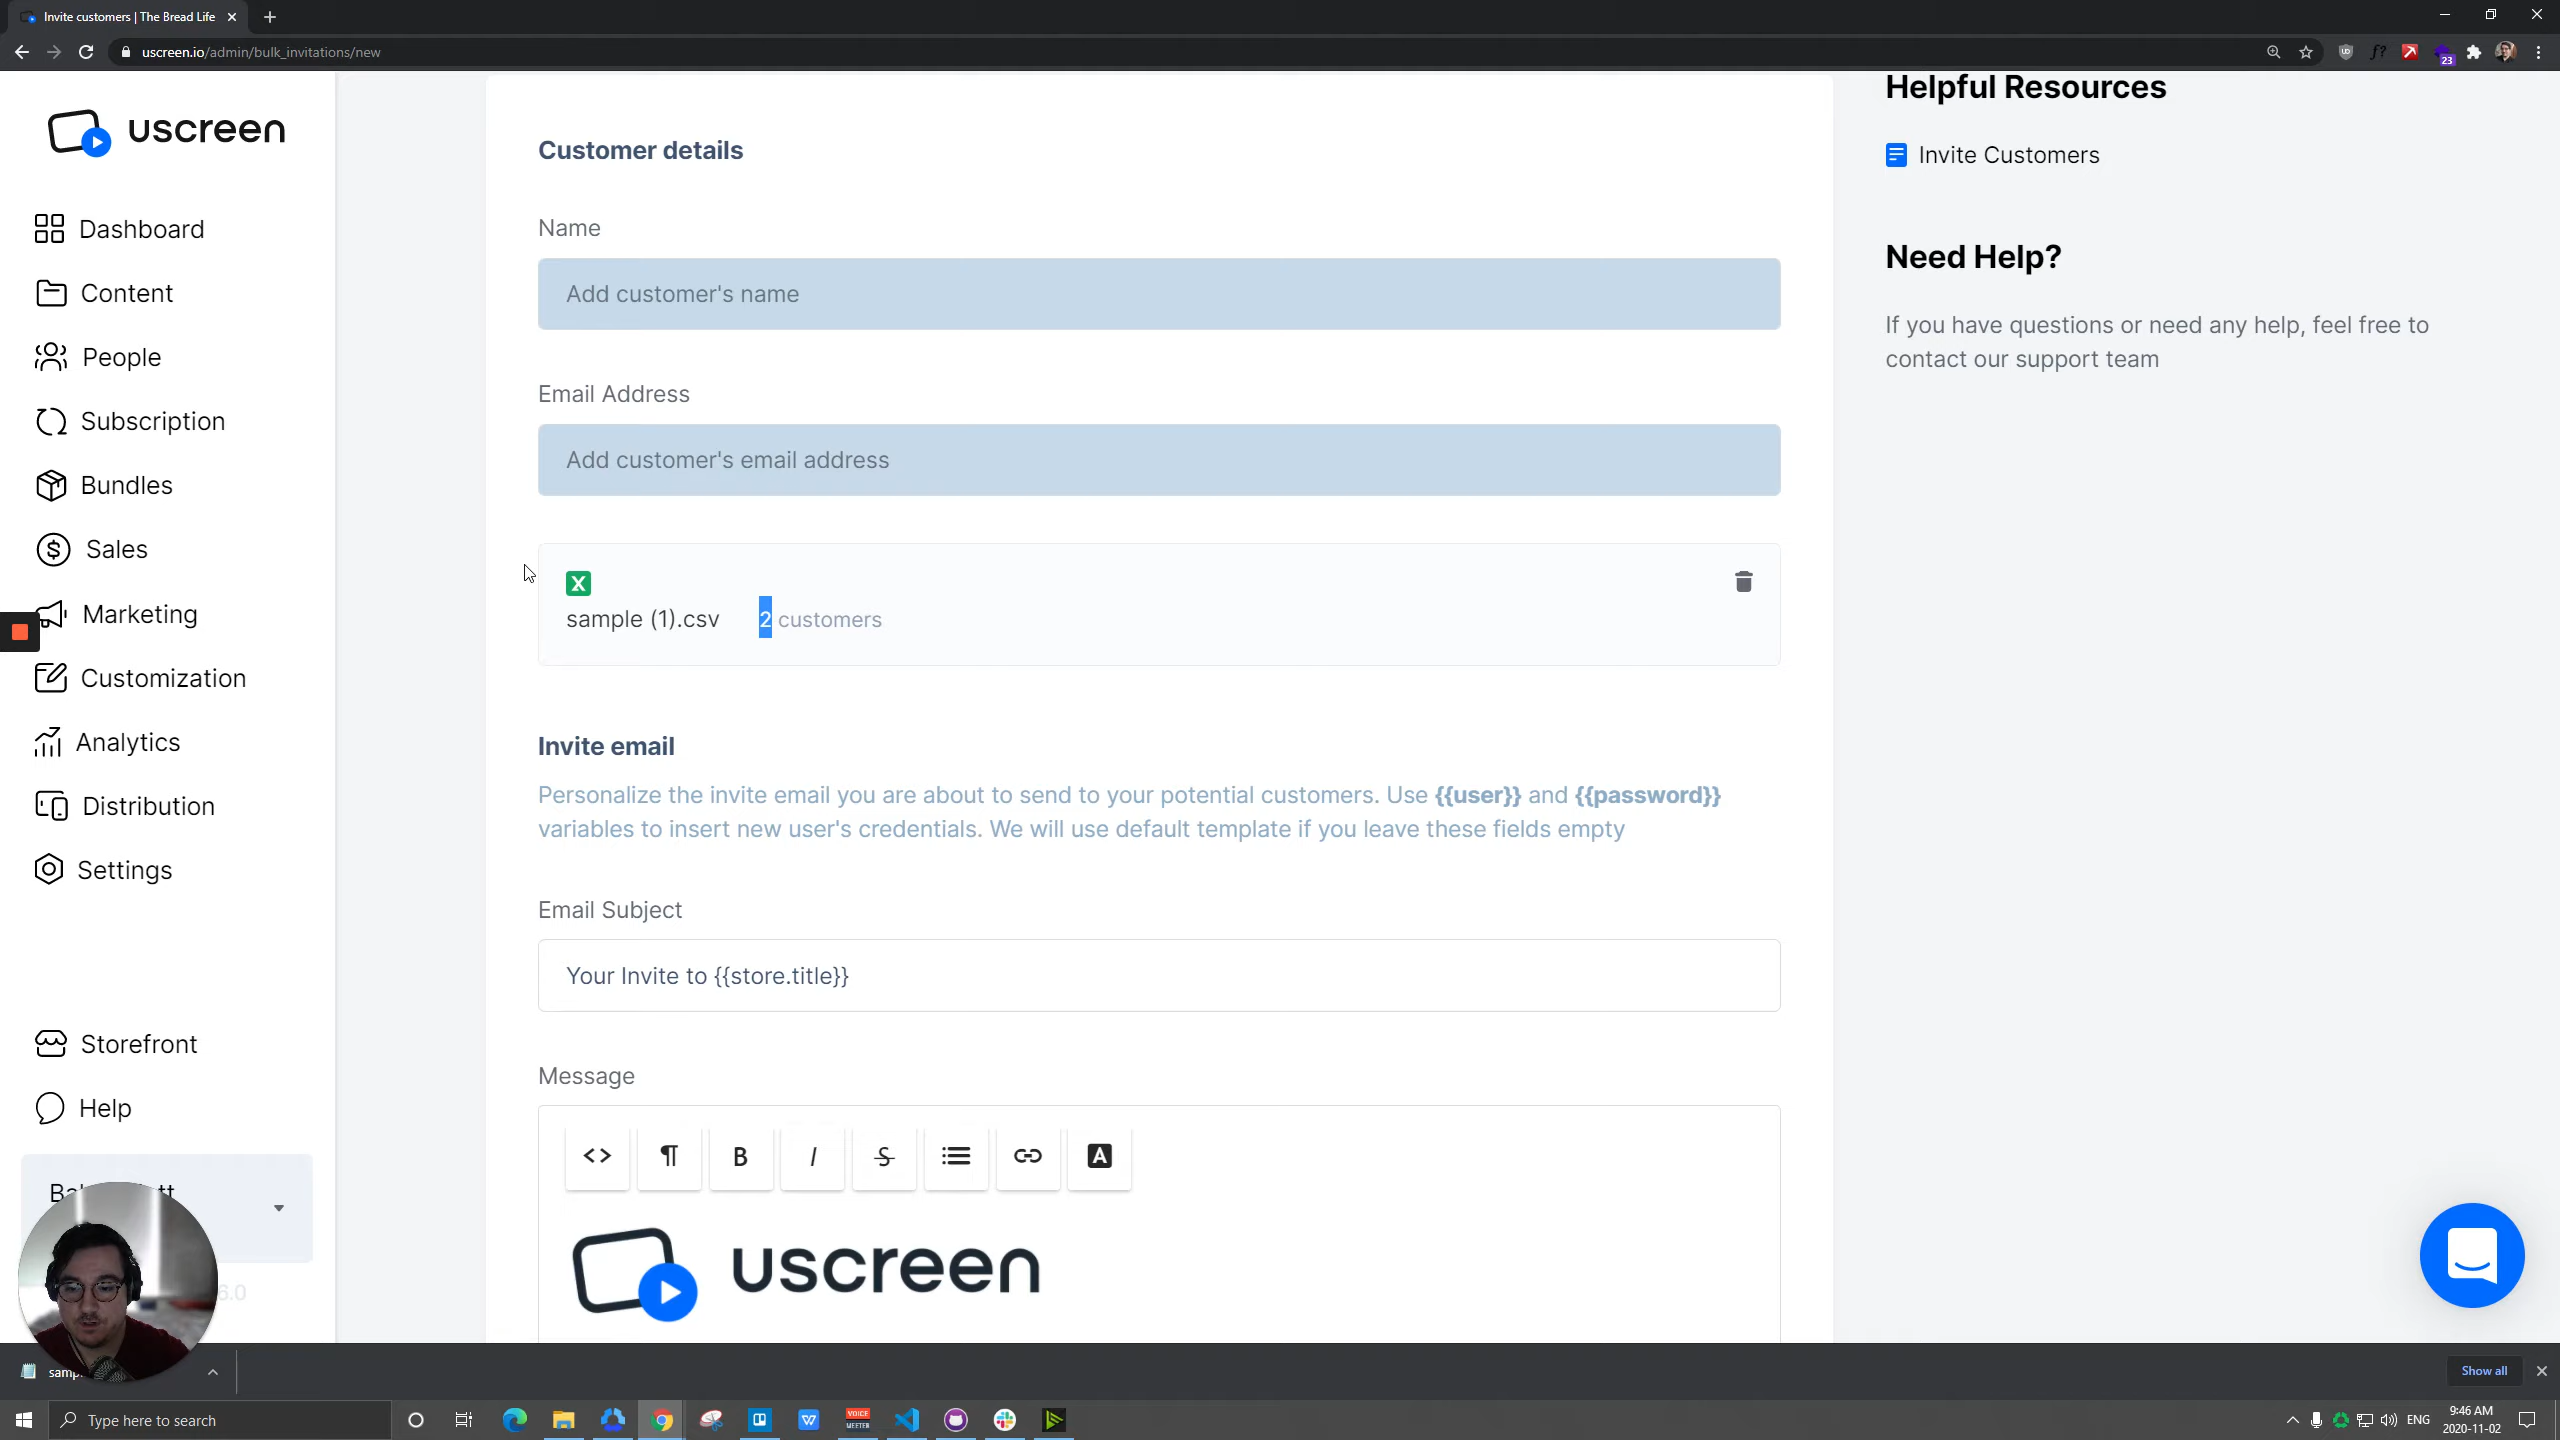 Invite customers | The Bread Life
uscreen.io/admin/bulk_invitations/new
23
uscreen
Dashboard
Content
People
Subscription
Bundles
Sales
Marketing
Customization
Analytics
Distribution
Settings
Storefront
Help
6.0
Customer details
Name
Add customer's name
Email Address
Add customer's email address
sample (1).csv 2 customers
Invite email
Personalize the invite email you are about to send to your potential customers. Use {{user}} and {{password}}
variables to insert new user's credentials. We will use default template if you leave these fields empty
Email Subject
Your Invite to {{store.title}}
Message
B I S A
uscreen
Helpful Resources
Invite Customers
Need Help?
If you have questions or need any help, feel free to
contact our support team
Show all
Type here to search
VOICE
MEETER
ENG
9:46 AM
2020-11-02